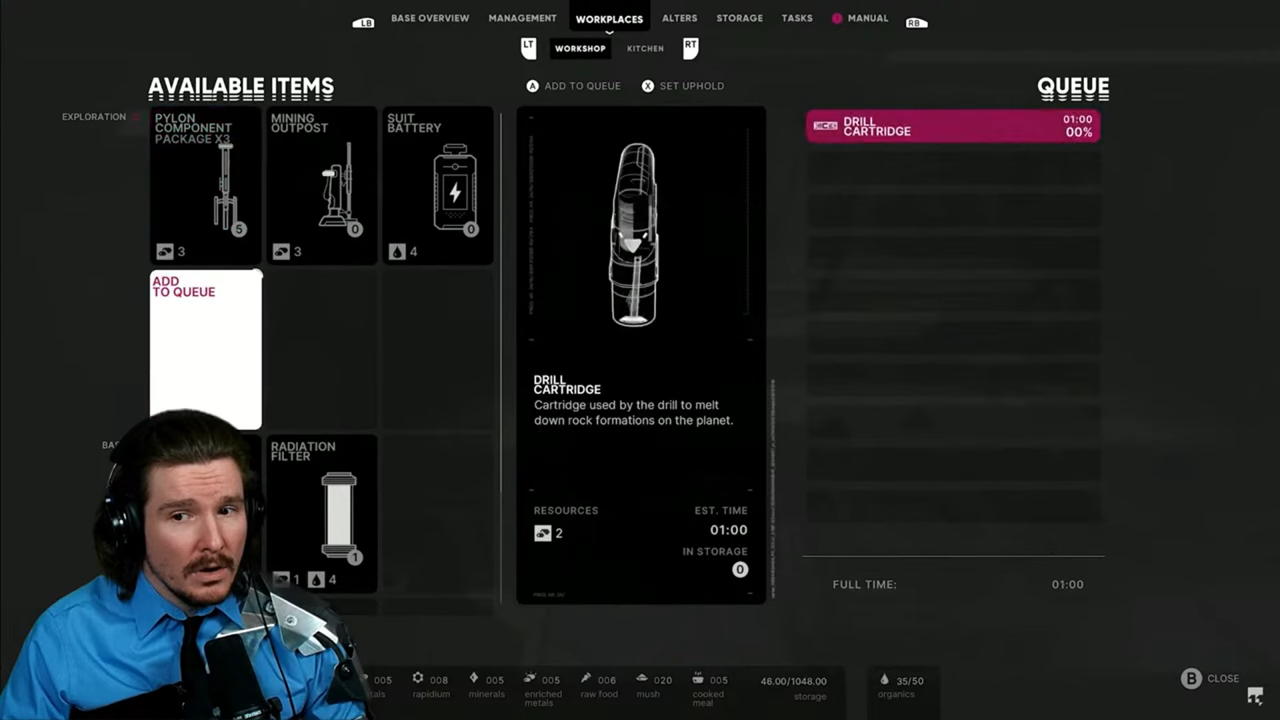 LB BASE OVERVIEW MANAGEMENT WORKPLACES ALTERS STORAGE TASKS MANUAL RB
LT WORKSHOP KITCHEN RT
AVAILABLE ITEMS
A ADD TO QUEUE X SET UPHOLD
QUEUE
EXPLORATION
PYLON
COMPONENT
PACKAGE X3
5
3
MINING
OUTPOST
0
3
SUIT
BATTERY
0
4
ADD
TO QUEUE
RADIATION
FILTER
1
1 4
DRILL
CARTRIDGE
Cartridge used by the drill to melt
down rock formations on the planet.
RESOURCES
2
EST. TIME
01:00
IN STORAGE
0
DRILL
CARTRIDGE
01:00
00%
FULL TIME: 01:00
005
008
rapidium
005
minerals
005
enriched
metals
006
raw food
020
mush
005
cooked
meal
46.00/1048.00
storage
35/50
organics
B CLOSE